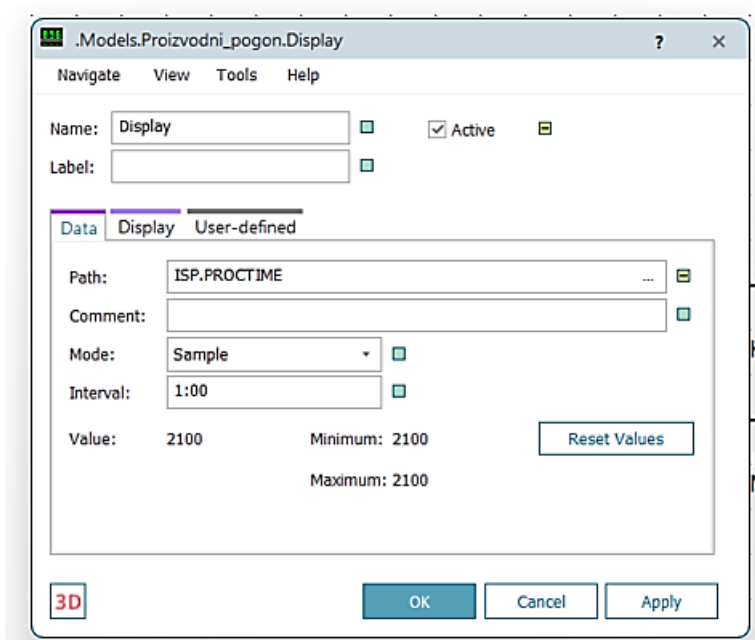 .Models.Proizvodni_pogon.Display ? ×
Navigate View Tools Help
Name: Display Active
Label:
Data Display User-defined
Path: ISP.PROCTIME ...
Comment:
Mode: Sample
Interval: 1:00
Value: 2100 Minimum: 2100 Reset Values
Maximum: 2100
3D OK Cancel Apply